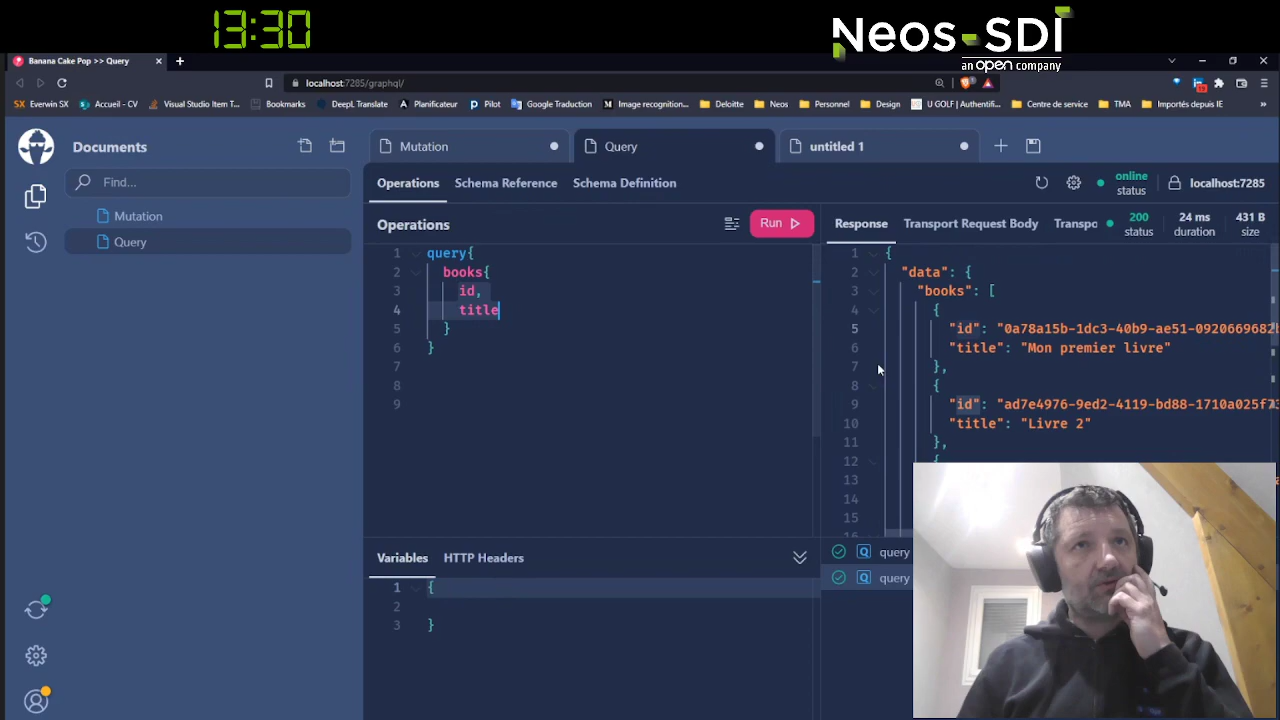 13:30
Neos-SDI
an open company
Banana Cake Pop >> Query
localhost:7285/graphql/
Everwin SX
Accueil - CV
Visual Studio Item T...
Bookmarks
DeepL Translate
Planificateur
Pilot
Google Traduction
Image recognition...
Deloitte
Neos
Personnel
Design
U GOLF | Authentifi...
Centre de service
TMA
Importés depuis IE
Documents
Find...
Mutation
Query
Mutation
Query
untitled 1
Operations
Schema Reference
Schema Definition
online
status
localhost:7285
Operations
Run
1 query{
2 books{
3 id,
4 title
5 }
6 }
7
8
9
Variables
HTTP Headers
1 {
2
3 }
Response
Transport Request Body
Transpo
200
status
24 ms
duration
431 B
size
1 {
2 "data": {
3 "books": [
4 {
5 "id": "0a78a15b-1dc3-40b9-ae51-0920669682
6 "title": "Mon premier livre"
7 },
8 {
9 "id": "ad7e4976-9ed2-4119-bd88-1710a025f7
10 "title": "Livre 2"
11 },
12 {
13
14
15
16
query
query